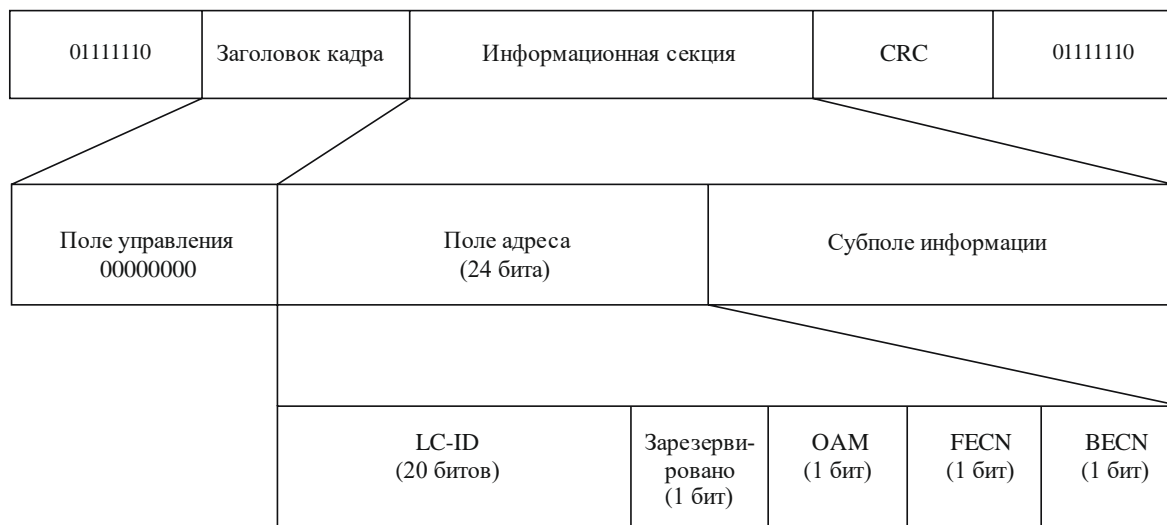 01111110
Заголовок кадра
Информационная секция
CRC
01111110
Поле управления
00000000
Поле адреса
(24 бита)
Субполе информации
LC-ID
(20 битов)
Зарезерви-
ровано
(1 бит)
OAM
(1 бит)
FECN
(1 бит)
BECN
(1 бит)